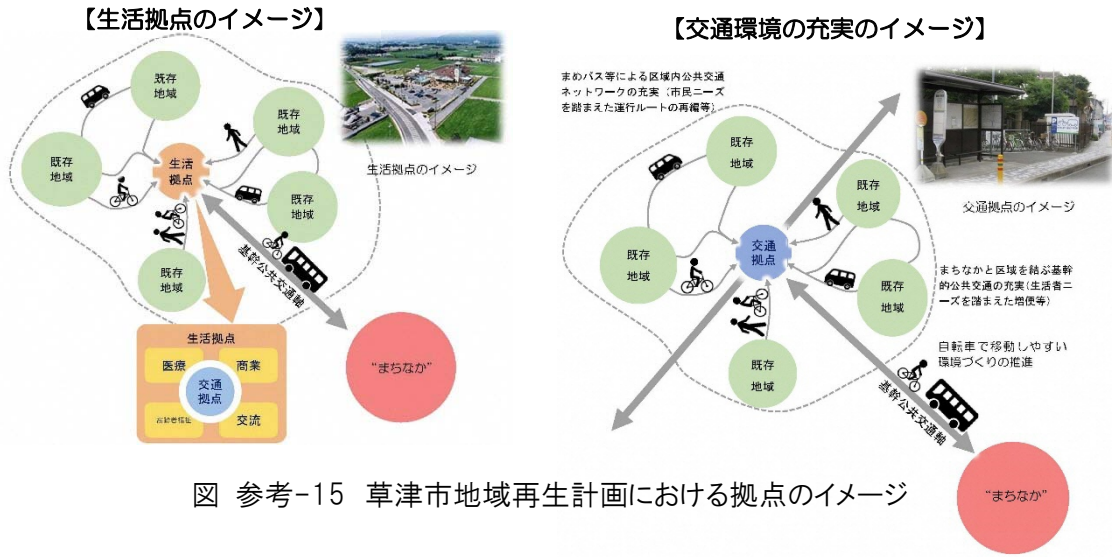 【生活拠点のイメージ】
既存
地域
既存
地域
既存
地域
既存
地域
既存
地域
生活
拠点
生活拠点のイメージ
基幹公共交通軸
生活拠点
医療
商業
交通
拠点
高齢者福祉
交流
“まちなか”
【交通環境の充実のイメージ】
まめバス等による区域内公共交通
ネットワークの充実（市民ニーズ
を踏まえた運行ルートの再編等）
既存
地域
既存
地域
既存
地域
既存
地域
既存
地域
交通
拠点
交通拠点のイメージ
まちなかと区域を結ぶ基幹
的公共交通の充実（生活者ニ
ーズを踏まえた増便等）
自転車で移動しやすい
環境づくりの推進
基幹公共交通軸
“まちなか”
図 参考-15 草津市地域再生計画における拠点のイメージ